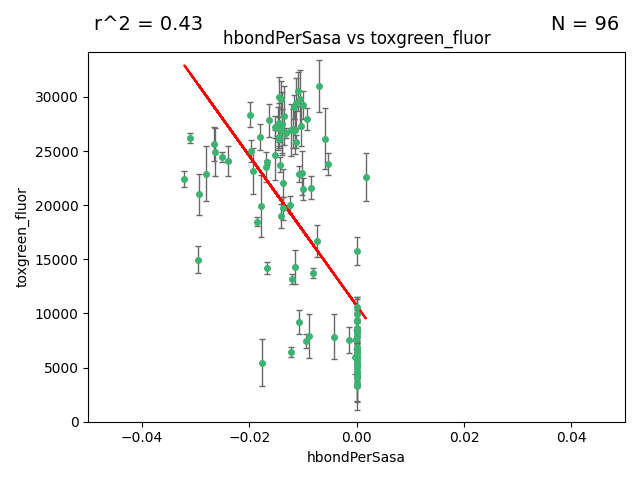 r^2 = 0.43
N = 96
hbondPerSasa vs toxgreen_fluor
toxgreen_fluor
30000
25000
20000
15000
10000
5000
0
−0.04
−0.02
0.00
0.02
0.04
hbondPerSasa